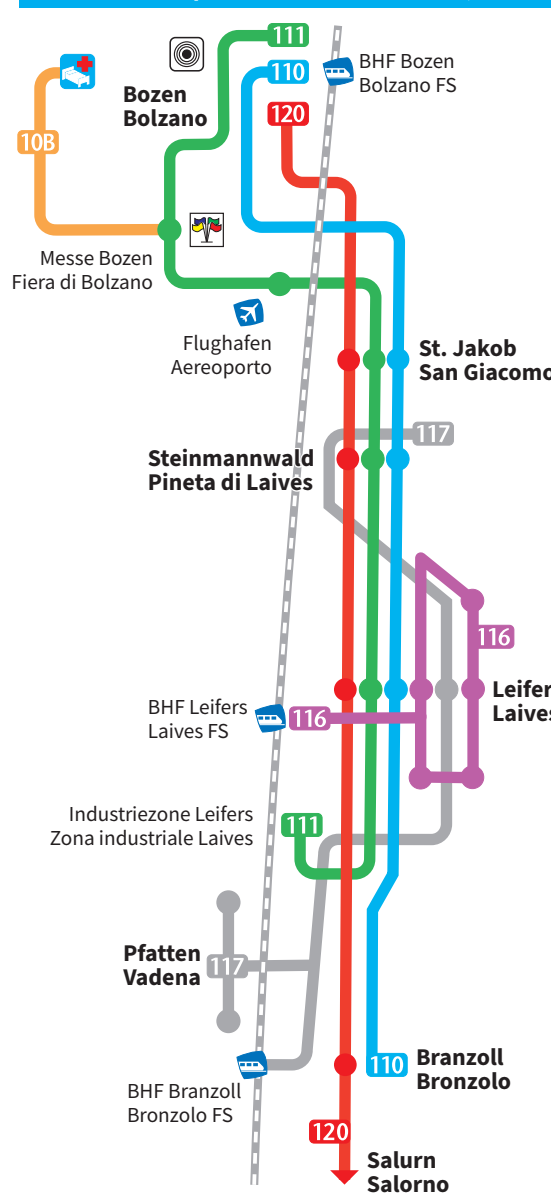 111
110
BHF Bozen
Bolzano FS
Bozen
Bolzano
120
10B
Messe Bozen
Fiera di Bolzano
Flughafen
Aereoporto
St. Jakob
San Giacomo
117
Steinmannwald
Pineta di Laives
116
Leifers
Laives
BHF Leifers
Laives FS
116
Industriezone Leifers
Zona industriale Laives
111
Pfatten
Vadena
117
110
Branzoll
Bronzolo
BHF Branzoll
Bronzolo FS
120
Salurn
Salorno